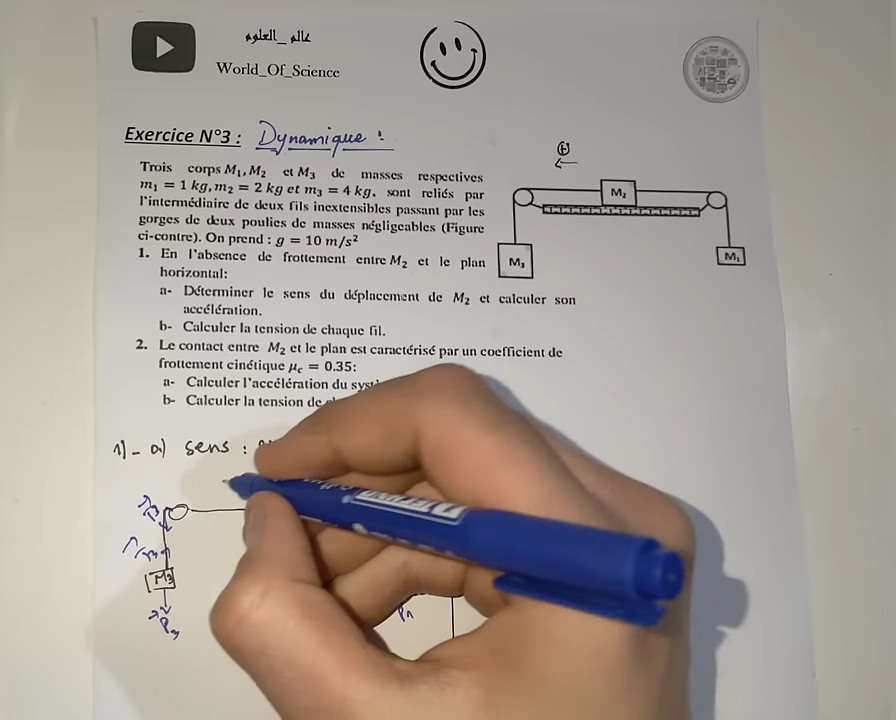 عالم_العلوم
World_Of_Science
Exercice N°3 : Dynamique :
Trois corps M₁, M₂ et M₃ de masses respectives
m₁ = 1 kg, m₂ = 2 kg et m₃ = 4 kg, sont reliés par
l'intermédiaire de deux fils inextensibles passant par les
gorges de deux poulies de masses négligeables (Figure
ci-contre). On prend : g = 10 m/s²
1. En l'absence de frottement entre M₂ et le plan
horizontal:
a- Déterminer le sens du déplacement de M₂ et calculer son
accélération.
b- Calculer la tension de chaque fil.
2. Le contact entre M₂ et le plan est caractérisé par un coefficient de
frottement cinétique μc = 0.35:
a- Calculer l'accélération du
b- Calculer la tension de
⊕
M₂
M₃
M₁
1) - a) sens :
T₃
T₃
M₃
P₃